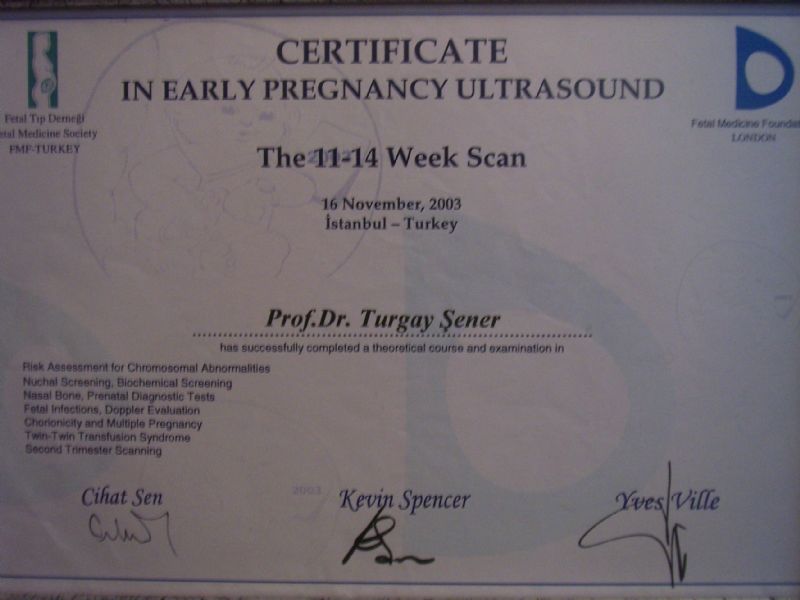 CERTIFICATE
IN EARLY PREGNANCY ULTRASOUND
Fetal Tıp Derneği
etal Medicine Society
FMF-TURKEY
Fetal Medicine Founda
LONDON
The 11-14 Week Scan
16 November, 2003
İstanbul – Turkey
Prof.Dr. Turgay Şener
has successfully completed a theoretical course and examination in
Risk Assessment for Chromosomal Abnormalities
Nuchal Screening, Biochemical Screening
Nasal Bone, Prenatal Diagnostic Tests
Fetal Infections, Doppler Evaluation
Chorionicity and Multiple Pregnancy
Twin-Twin Transfusion Syndrome
Second Trimester Scanning
2003
Cihat Sen
Kevin Spencer
Yves Ville